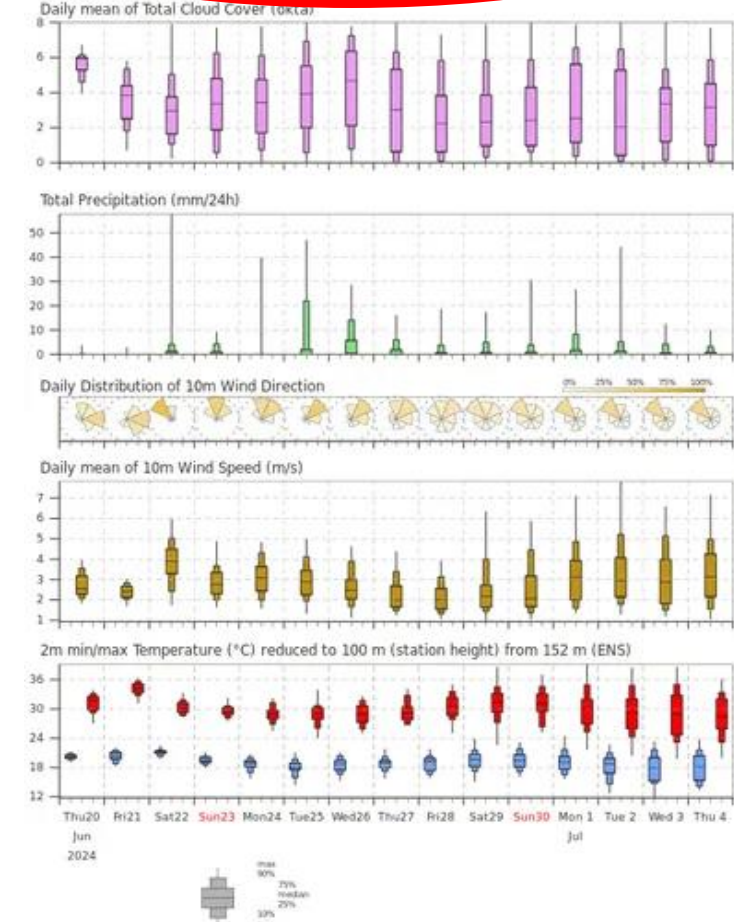 Daily mean of Total Cloud Cover (okta)
8
6
4
2
0
Total Precipitation (mm/24h)
50
40
30
20
10
0
Daily Distribution of 10m Wind Direction
0% 25% 50% 75% 100%
Daily mean of 10m Wind Speed (m/s)
7
6
5
4
3
2
1
2m min/max Temperature (°C) reduced to 100 m (station height) from 152 m (ENS)
36
30
24
18
12
Thu20 Fri21 Sat22 Sun23 Mon24 Tue25 Wed26 Thu27 Fri28 Sat29 Sun30 Mon 1 Tue 2 Wed 3 Thu 4
Jun Jul
2024
max
90%
75%
median
25%
10%